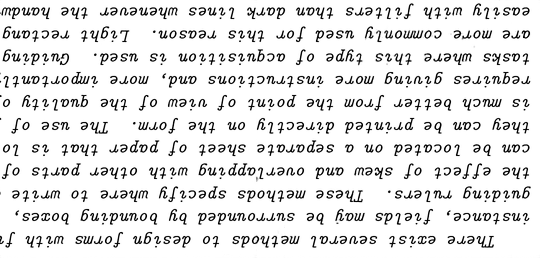 There exist several methods to design forms with fi
instance, fields may be surrounded by bounding boxes,
guiding rulers. These methods specify where to write
the effect of skew and overlapping with other parts of
can be located on a separate sheet of paper that is lo
they can be printed directly on the form. The use of
is much better from the point of view of the quality o
requires giving more instructions and, more importantl
tasks where this type of acquisition is used. Guiding
are more commonly used for this reason. Light rectang
easily with filters than dark lines whenever the handw